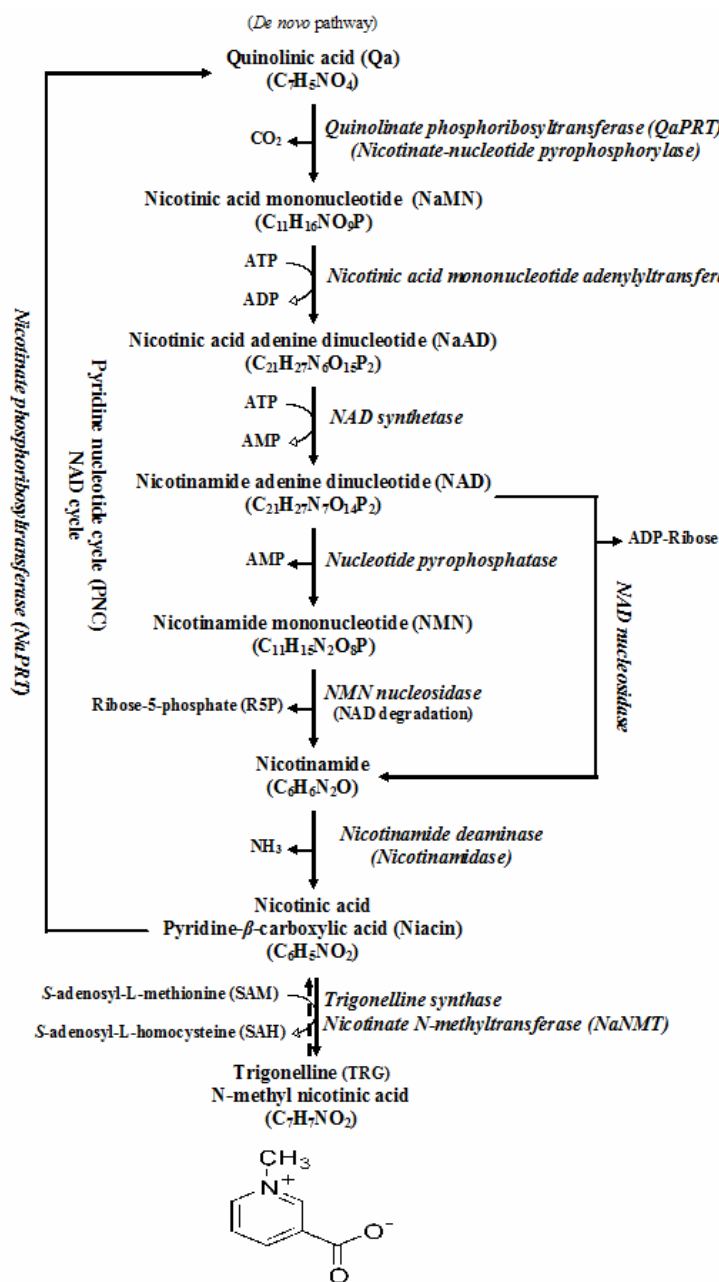 (De novo pathway)
Quinolinic acid (Qa)
(C₇H₅NO₄)
CO₂
Quinolinate phosphoribosyltransferase (QaPRT)
(Nicotinate-nucleotide pyrophosphorylase)
Nicotinic acid mononucleotide (NaMN)
(C₁₁H₁₆NO₉P)
ATP
ADP
Nicotinic acid mononucleotide adenylyltransfera
Nicotinic acid adenine dinucleotide (NaAD)
(C₂₁H₂₇N₆O₁₅P₂)
ATP
AMP
NAD synthetase
Nicotinamide adenine dinucleotide (NAD)
(C₂₁H₂₇N₇O₁₄P₂)
ADP-Ribose
AMP
Nucleotide pyrophosphatase
Nicotinamide mononucleotide (NMN)
(C₁₁H₁₅N₂O₈P)
Ribose-5-phosphate (R5P)
NMN nucleosidase
(NAD degradation)
NAD nucleosidase
Nicotinamide
(C₆H₆N₂O)
NH₃
Nicotinamide deaminase
(Nicotinamidase)
Nicotinic acid
Pyridine-β-carboxylic acid (Niacin)
(C₆H₅NO₂)
Nicotinate phosphoribosyltransferase (NaPRT)
Pyridine nucleotide cycle (PNC)
NAD cycle
S-adenosyl-L-methionine (SAM)
S-adenosyl-L-homocysteine (SAH)
Trigonelline synthase
Nicotinate N-methyltransferase (NaNMT)
Trigonelline (TRG)
N-methyl nicotinic acid
(C₇H₇NO₂)
CH₃
N⁺
O⁻
O